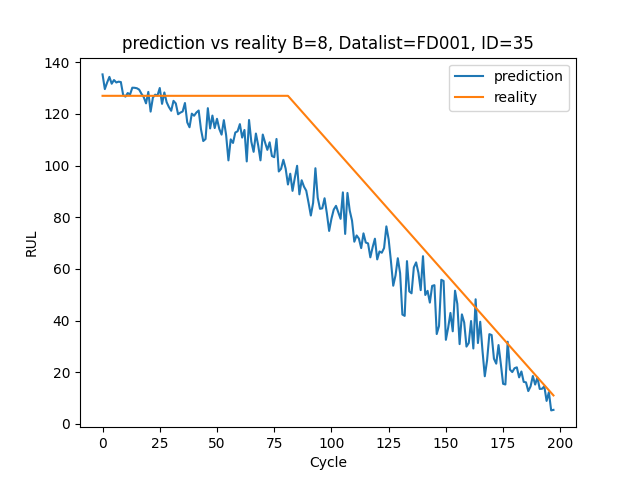 prediction vs reality B=8, Datalist=FD001, ID=35
prediction
reality
RUL
140
120
100
80
60
40
20
0
0 25 50 75 100 125 150 175 200
Cycle